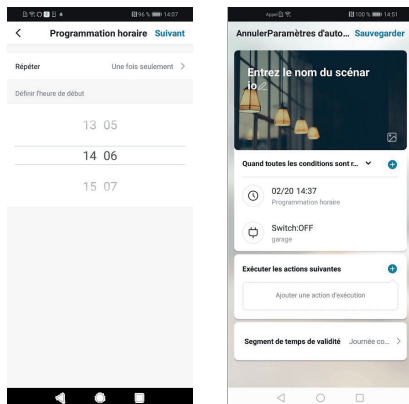 96 % 14:07
Programmation horaire Suivant
Répéter Une fois seulement
Définir l'heure de début
13 05
14 06
15 07
Appel 100 % 14:51
Annuler Paramètres d'auto... Sauvegarder
Entrez le nom du scénar
io
Quand toutes les conditions sont r...
02/20 14:37
Programmation horaire
Switch:OFF
garage
Exécuter les actions suivantes
Ajouter une action d'exécution
Segment de temps de validité Journée co...